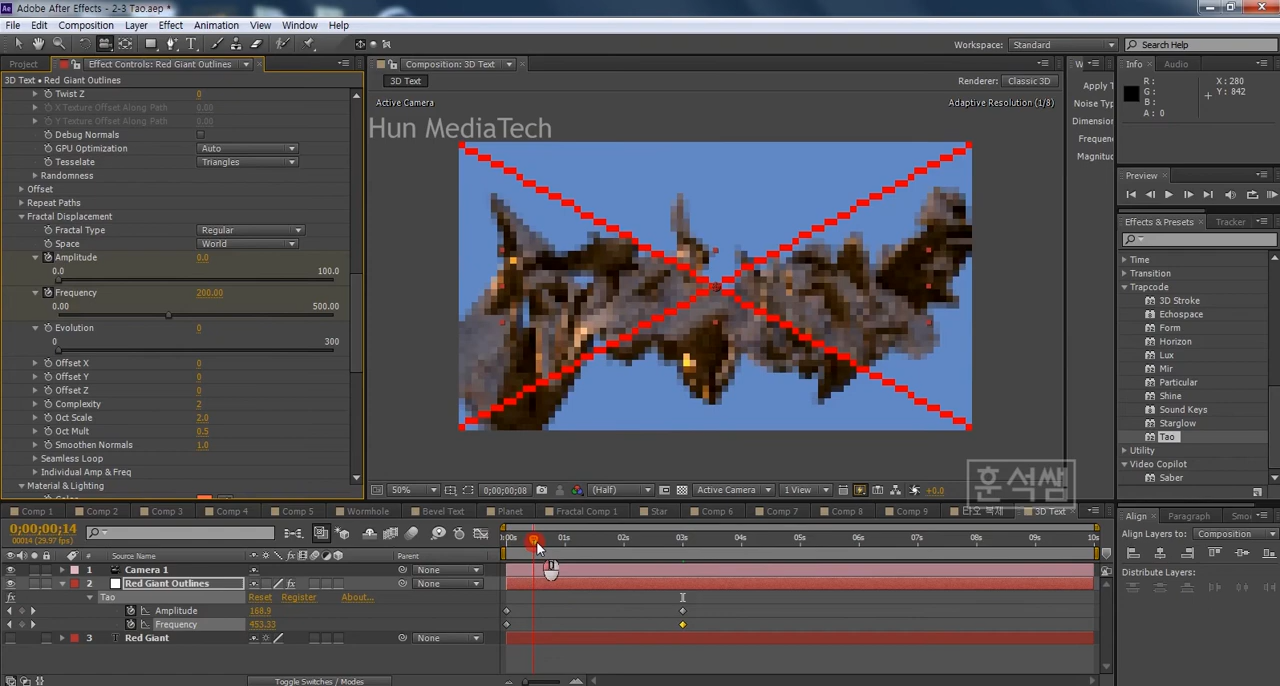 Adobe After Effects - 2-3 Tao.aep *
File Edit Composition Layer Effect Animation View Window Help
Workspace: Standard Search Help
Project Effect Controls: Red Giant Outlines
3D Text • Red Giant Outlines
Twist Z 0
X Texture Offset Along Path 0.00
Y Texture Offset Along Path 0.00
Debug Normals
GPU Optimization Auto
Tesselate Triangles
Randomness
Offset
Repeat Paths
Fractal Displacement
Fractal Type Regular
Space World
Amplitude 0.0
0.0 100.0
Frequency 200.00
0.00 500.00
Evolution 0
0 300
Offset X 0
Offset Y 0
Offset Z 0
Complexity 2
Oct Scale 2.0
Oct Mult 0.5
Smoothen Normals 1.0
Seamless Loop
Individual Amp & Freq
Material & Lighting
Composition: 3D Text
3D Text
Renderer: Classic 3D
Active Camera Adaptive Resolution (1/8)
Hun MediaTech
훈석쌤
50% 0;00;00;08 (Half) Active Camera 1 View +0.0
W
Apply T
Noise Typ
Dimension
Frequen
Magnitud
Info Audio
R:
G:
B:
A: 0
X: 280
Y: 842
Preview
Effects & Presets Tracker
Time
Transition
Trapcode
3D Stroke
Echospace
Form
Horizon
Lux
Mir
Particular
Shine
Sound Keys
Starglow
Tao
Utility
Video Copilot
Saber
Align Paragraph
Align Layers to: Composition
Distribute Layers:
Comp 1 Comp 2 Comp 3 Comp 4 Comp 5 Wormhole Bevel Text Planet Fractal Comp 1 Star Comp 6 Comp 7 Comp 8 Comp 9 타오 복제 3D Text
0;00;00;14
00014 (29.97 fps)
# Source Name Parent
1 Camera 1 None
2 Red Giant Outlines None
Tao Reset Register About...
Amplitude 168.9
Frequency 453.33
3 Red Giant None
Toggle Switches / Modes
1:00s 01s 02s 03s 04s 05s 06s 07s 08s 09s 10s